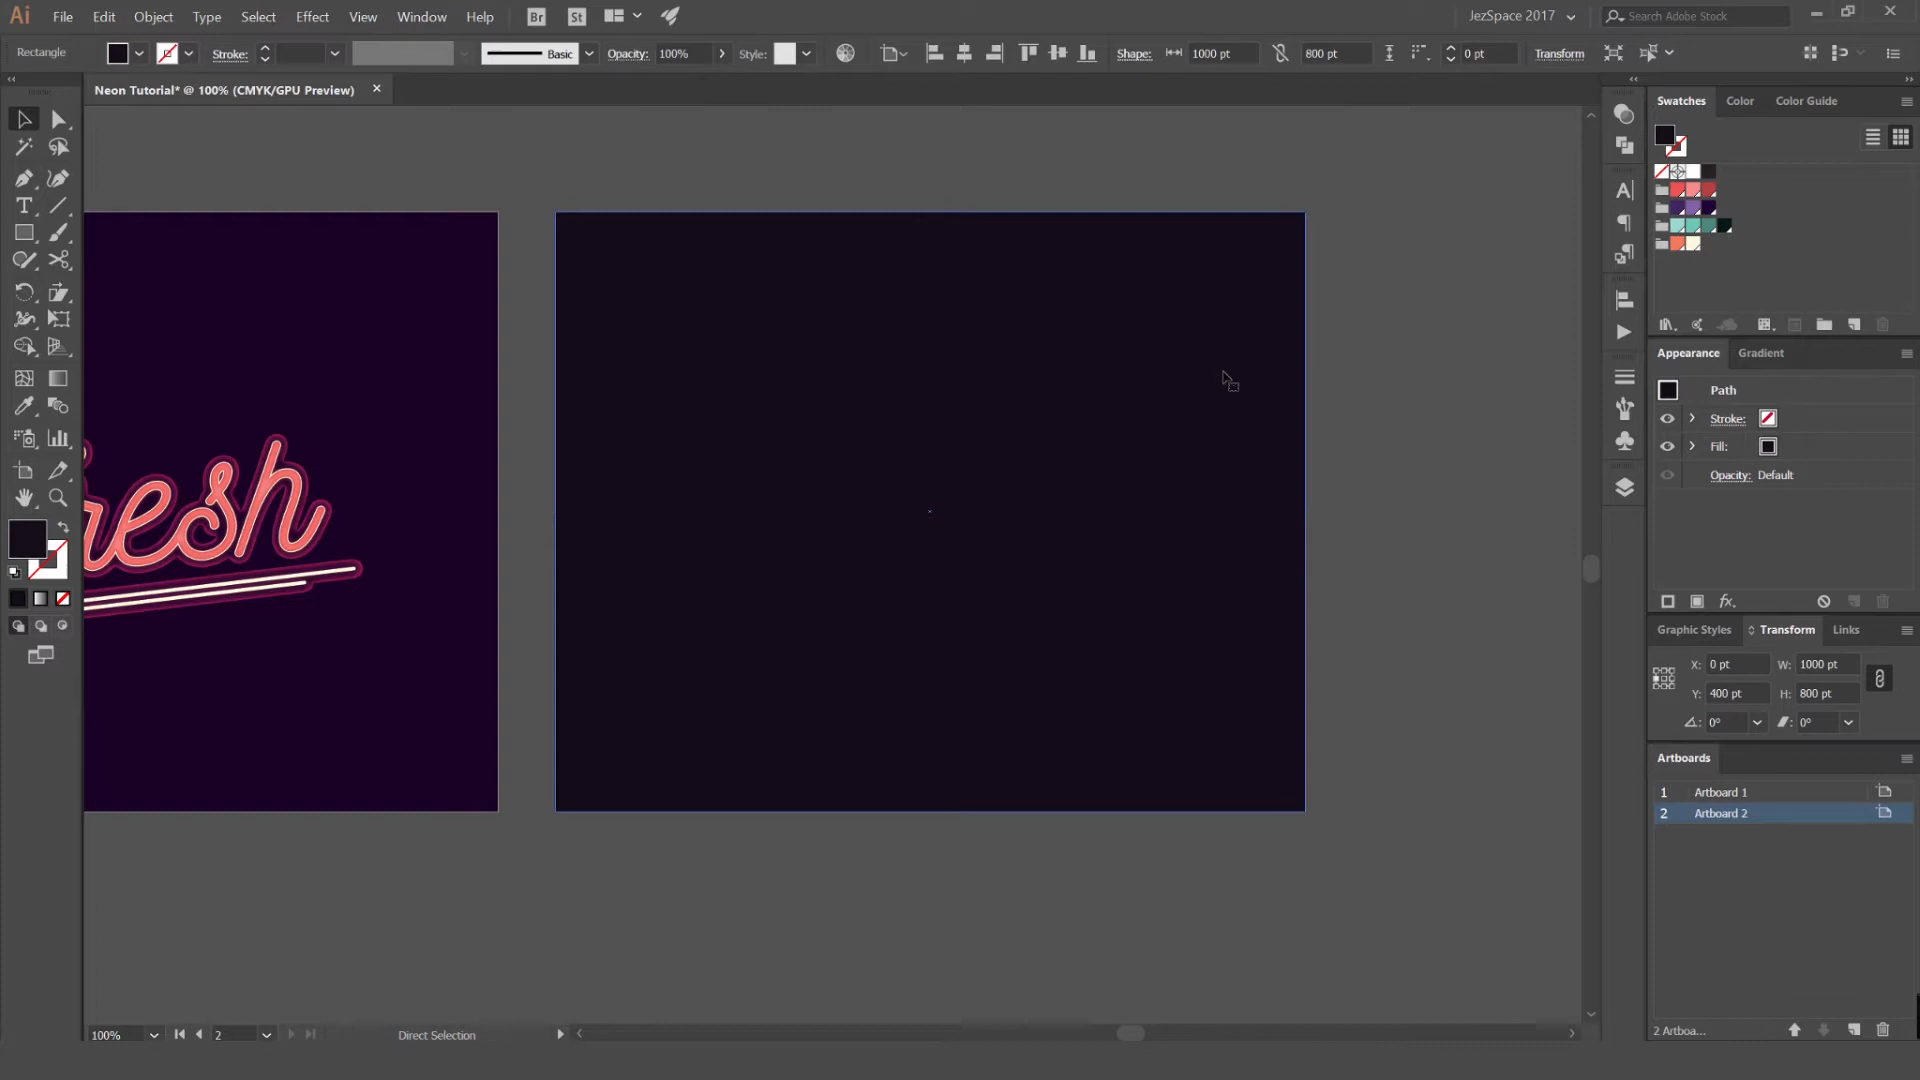 Ai File Edit Object Type Select Effect View Window Help Br St JezSpace 2017 Search Adobe Stock
Rectangle Stroke: Basic Opacity: 100% Style: Shape: 1000 pt 800 pt 0 pt Transform
Neon Tutorial* @ 100% (CMYK/GPU Preview) ×
Swatches Color Color Guide
Appearance Gradient
Path
Stroke:
Fill:
Opacity: Default
fx
Graphic Styles Transform Links
X: 0 pt W: 1000 pt
Y: 400 pt H: 800 pt
0° 0°
Artboards
1 Artboard 1
2 Artboard 2
2 Artboa...
resh
100% 2 Direct Selection